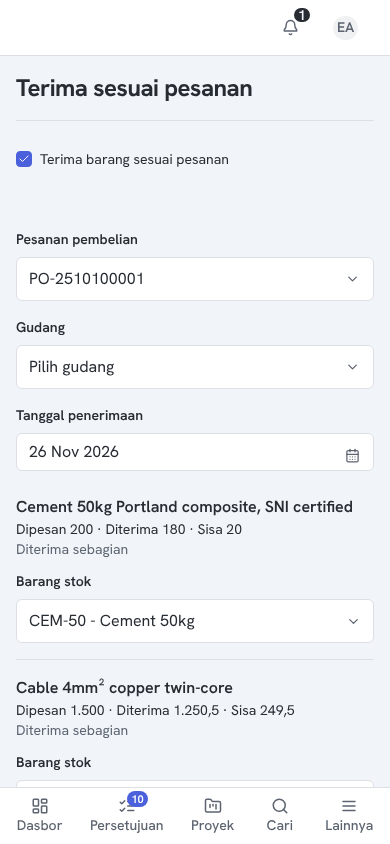 1
EA
Terima sesuai pesanan
Terima barang sesuai pesanan
Pesanan pembelian
PO-2510100001
Gudang
Pilih gudang
Tanggal penerimaan
26 Nov 2026
Cement 50kg Portland composite, SNI certified
Dipesan 200 · Diterima 180 · Sisa 20
Diterima sebagian
Barang stok
CEM-50 - Cement 50kg
Cable 4mm² copper twin-core
Dipesan 1.500 · Diterima 1.250,5 · Sisa 249,5
Diterima sebagian
Barang stok
10
Dasbor Persetujuan Proyek Cari Lainnya